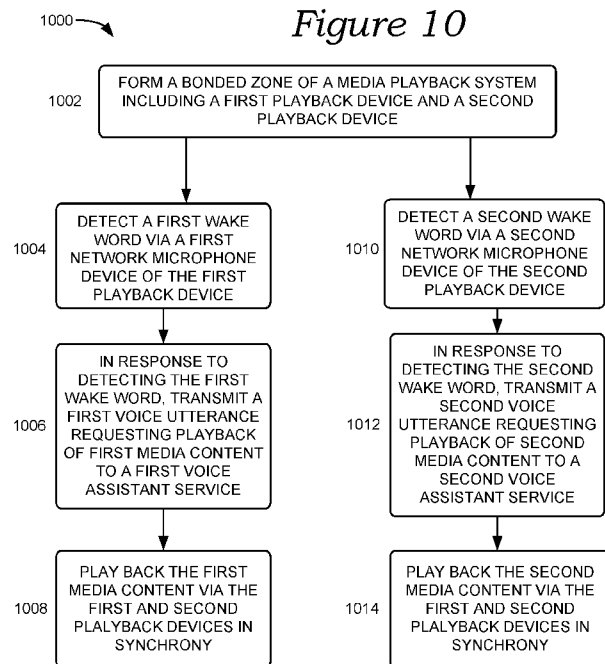 Figure 10
1000
1002
FORM A BONDED ZONE OF A MEDIA PLAYBACK SYSTEM
INCLUDING A FIRST PLAYBACK DEVICE AND A SECOND
PLAYBACK DEVICE
1004
DETECT A FIRST WAKE
WORD VIA A FIRST
NETWORK MICROPHONE
DEVICE OF THE FIRST
PLAYBACK DEVICE
1006
IN RESPONSE TO
DETECTING THE FIRST
WAKE WORD, TRANSMIT A
FIRST VOICE UTTERANCE
REQUESTING PLAYBACK
OF FIRST MEDIA CONTENT
TO A FIRST VOICE
ASSISTANT SERVICE
1008
PLAY BACK THE FIRST
MEDIA CONTENT VIA THE
FIRST AND SECOND
PLALYBACK DEVICES IN
SYNCHRONY
1010
DETECT A SECOND WAKE
WORD VIA A SECOND
NETWORK MICROPHONE
DEVICE OF THE SECOND
PLAYBACK DEVICE
1012
IN RESPONSE TO
DETECTING THE SECOND
WAKE WORD, TRANSMIT A
SECOND VOICE
UTTERANCE REQUESTING
PLAYBACK OF SECOND
MEDIA CONTENT TO A
SECOND VOICE
ASSISTANT SERVICE
1014
PLAY BACK THE SECOND
MEDIA CONTENT VIA THE
FIRST AND SECOND
PLALYBACK DEVICES IN
SYNCHRONY